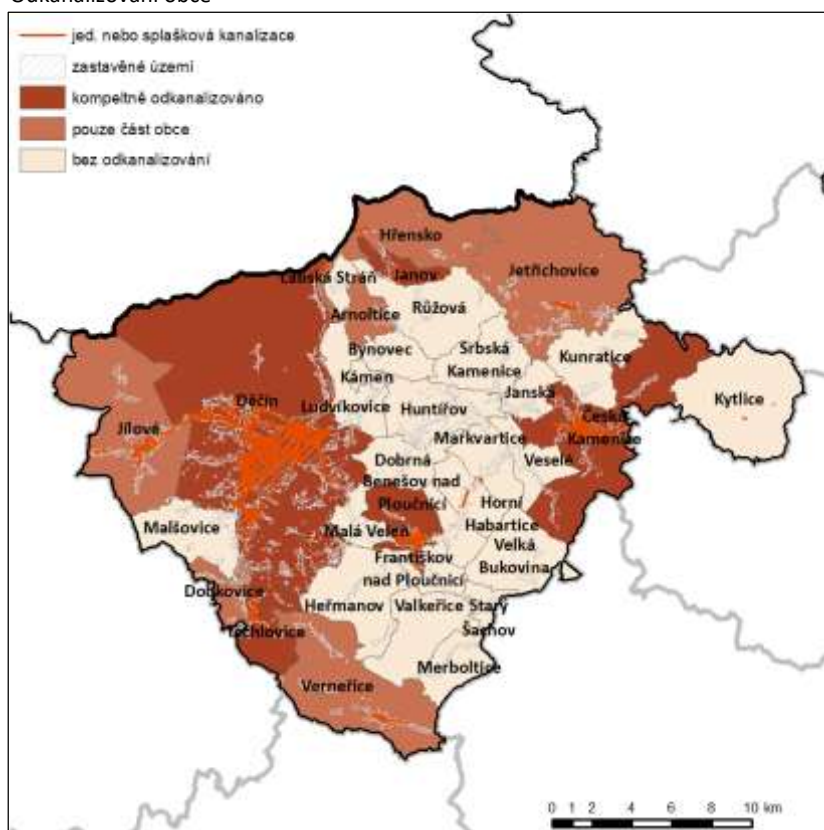 Odkanalizování obce
jed. nebo splašková kanalizace
zastavěné území
kompeltně odkanalizováno
pouze část obce
bez odkanalizování
Hřensko
Janov
Jetřichovice
Labská Stráň
Růžová
Arnoltice
Bynovec
Srbská
Kamenice
Kunratice
Kámen
Janská
Kytlice
Děčín
Ludvíkovice
Huntířov
Česká
Kamenice
Jílové
Markvartice
Dobrná
Veselé
Benešov nad
Ploučnicí
Horní
Habartice
Malšovice
Malá Veleň
Velká
Bukovina
Františkov
nad Ploučnicí
Dobkovice
Heřmanov
Valkeřice
Starý
Šachov
Těchlovice
Merboltice
Verneřice
0 1 2 4 6 8 10 km